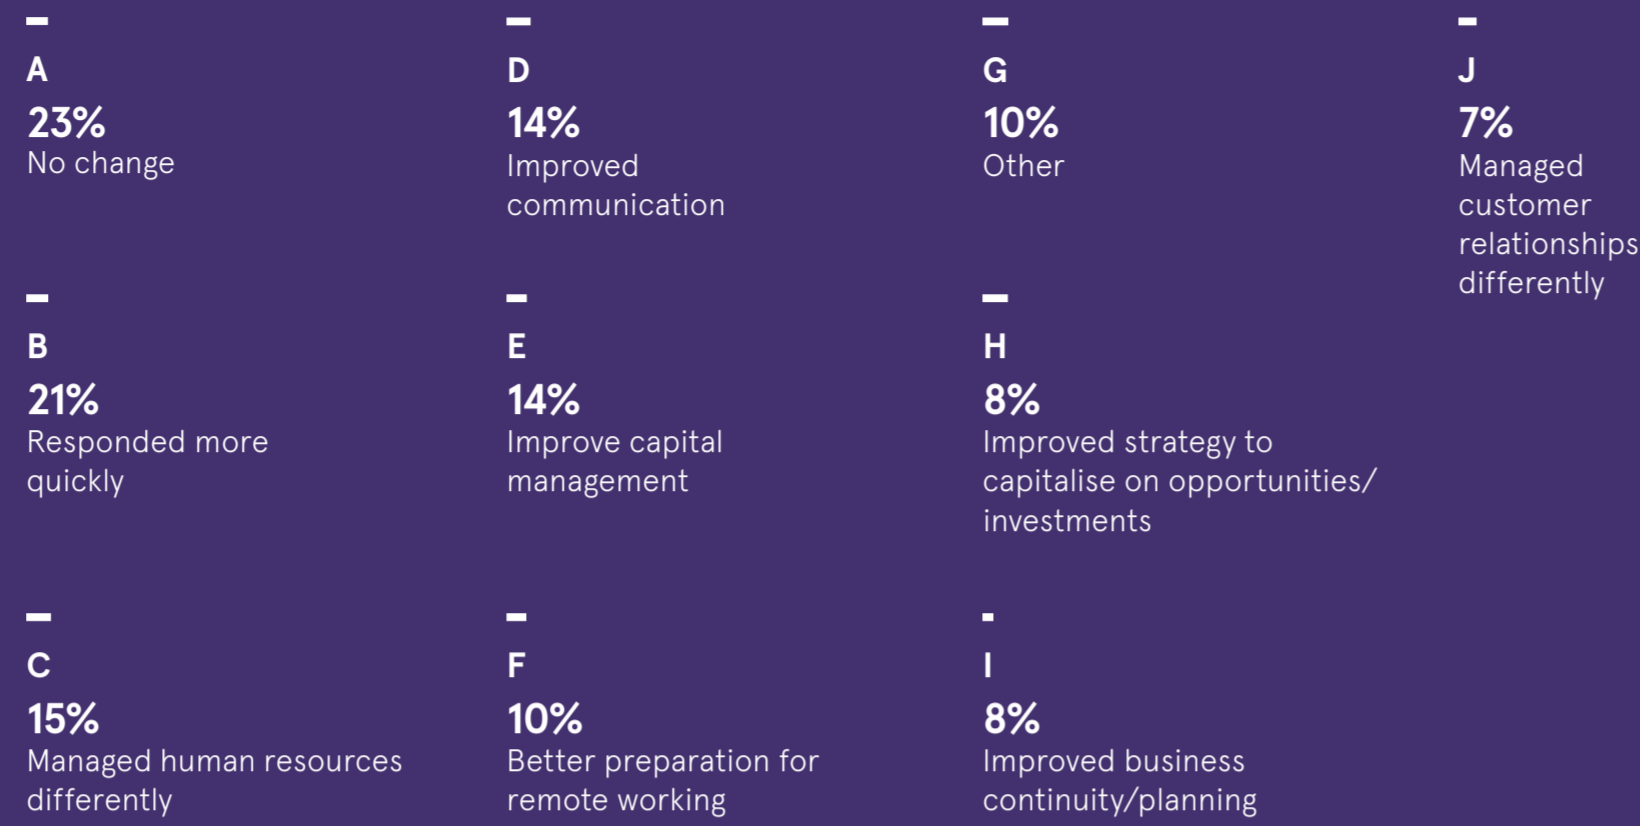 A
23%
No change
B
21%
Responded more
quickly
C
15%
Managed human resources
differently
D
14%
Improved
communication
E
14%
Improve capital
management
F
10%
Better preparation for
remote working
G
10%
Other
H
8%
Improved strategy to
capitalise on opportunities/
investments
I
8%
Improved business
continuity/planning
J
7%
Managed
customer
relationships
differently